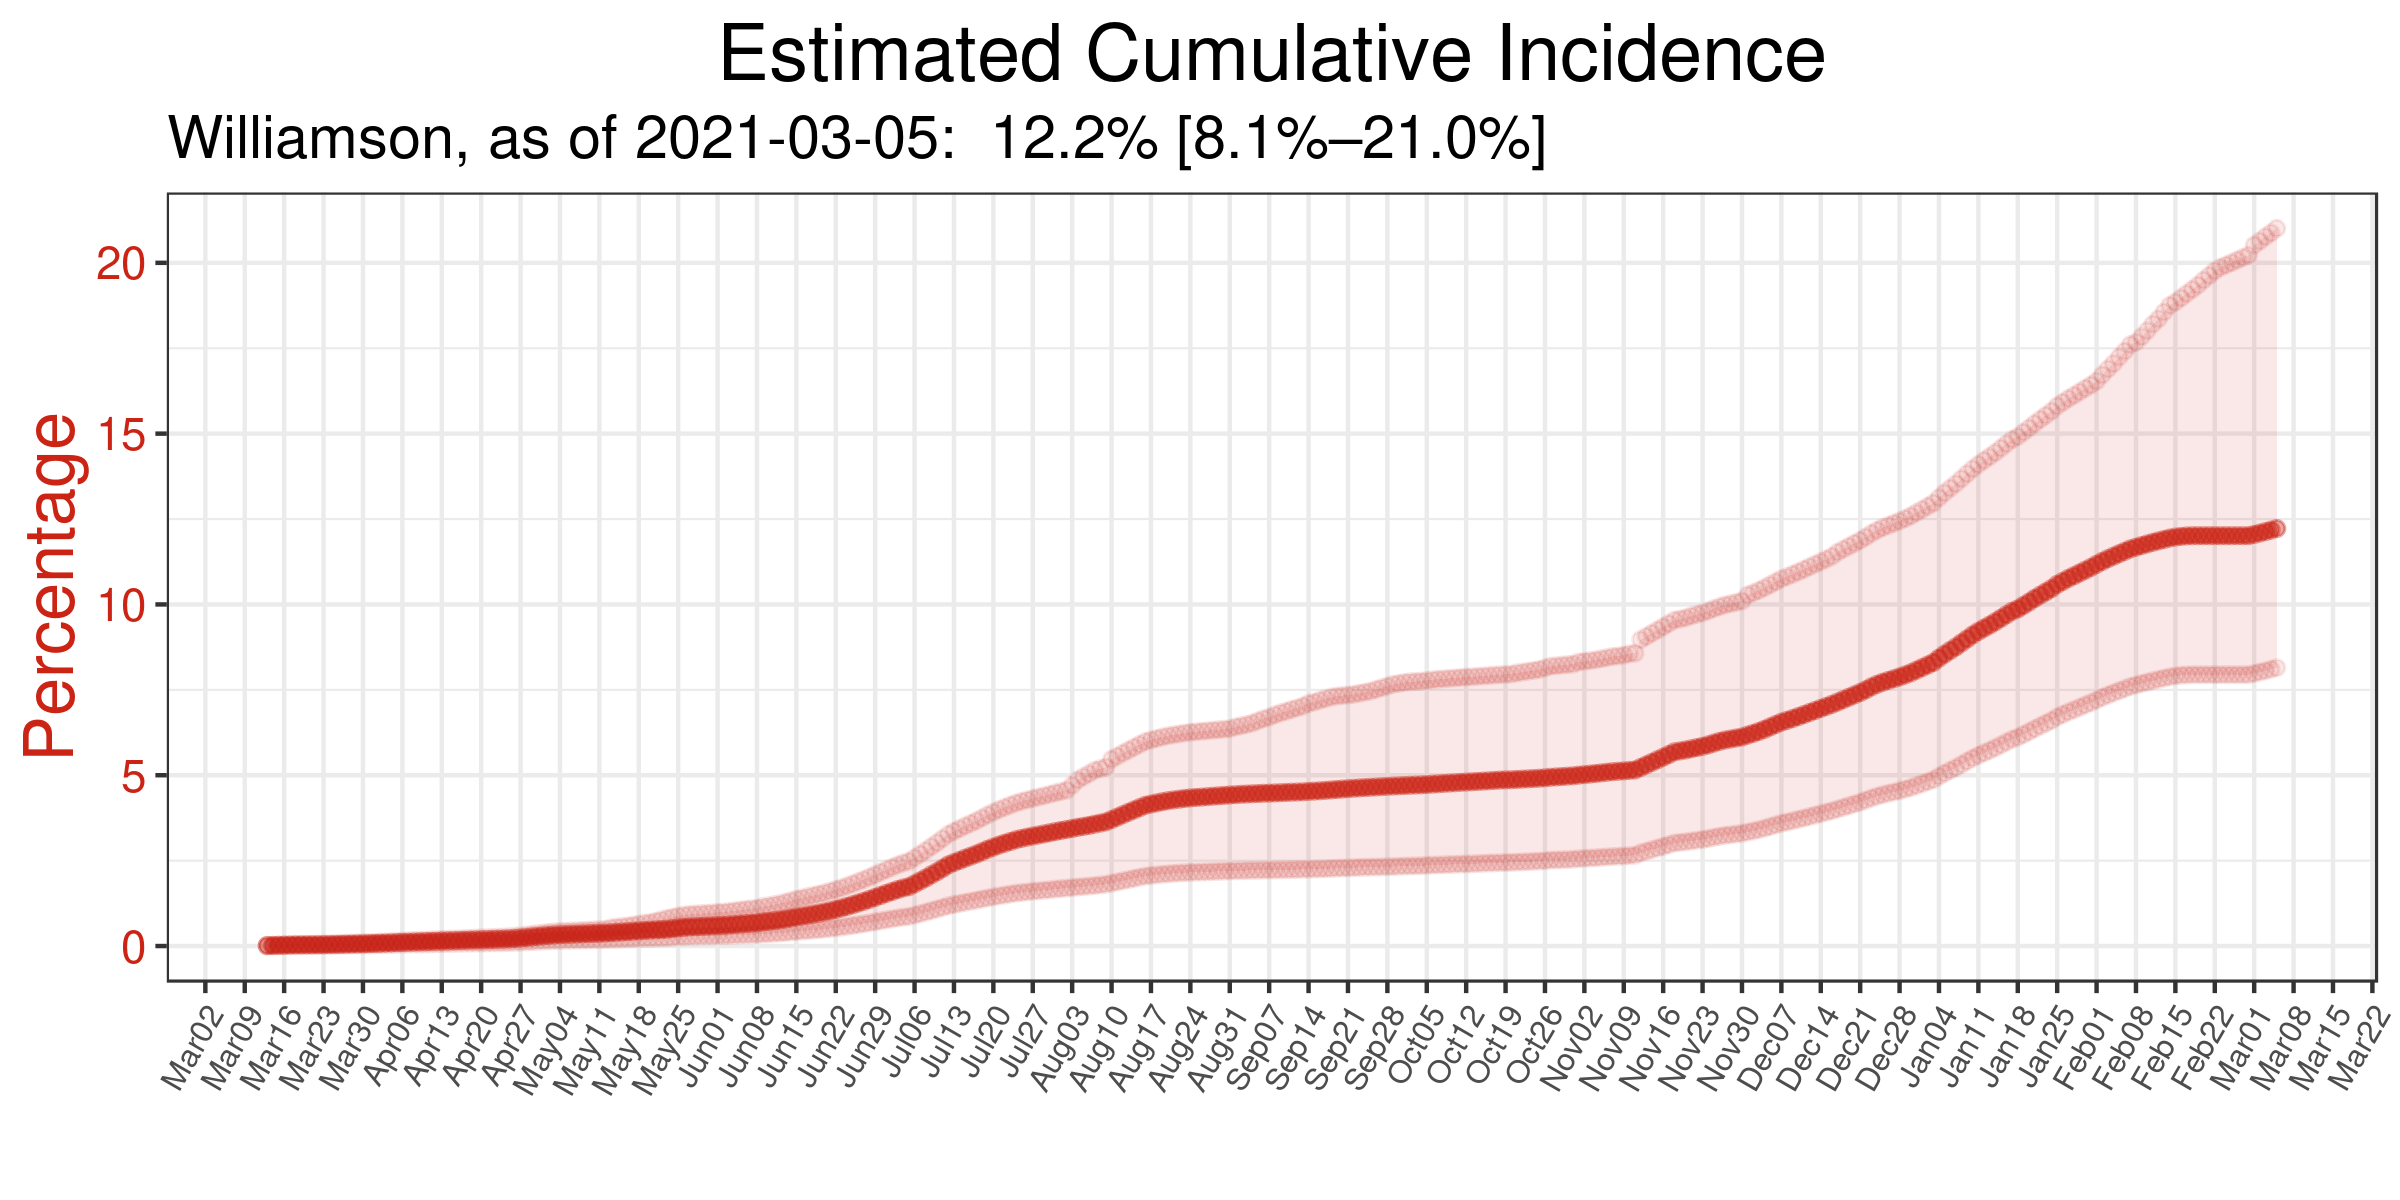 Estimated Cumulative Incidence
Williamson, as of 2021-03-05:  12.2% [8.1%–21.0%]
Percentage
20
15
10
5
0
Mar02 Mar09 Mar16 Mar23 Mar30 Apr06 Apr13 Apr20 Apr27 May04 May11 May18 May25 Jun01 Jun08 Jun15 Jun22 Jun29 Jul06 Jul13 Jul20 Jul27 Aug03 Aug10 Aug17 Aug24 Aug31 Sep07 Sep14 Sep21 Sep28 Oct05 Oct12 Oct19 Oct26 Nov02 Nov09 Nov16 Nov23 Nov30 Dec07 Dec14 Dec21 Dec28 Jan04 Jan11 Jan18 Jan25 Feb01 Feb08 Feb15 Feb22 Mar01 Mar08 Mar15 Mar22